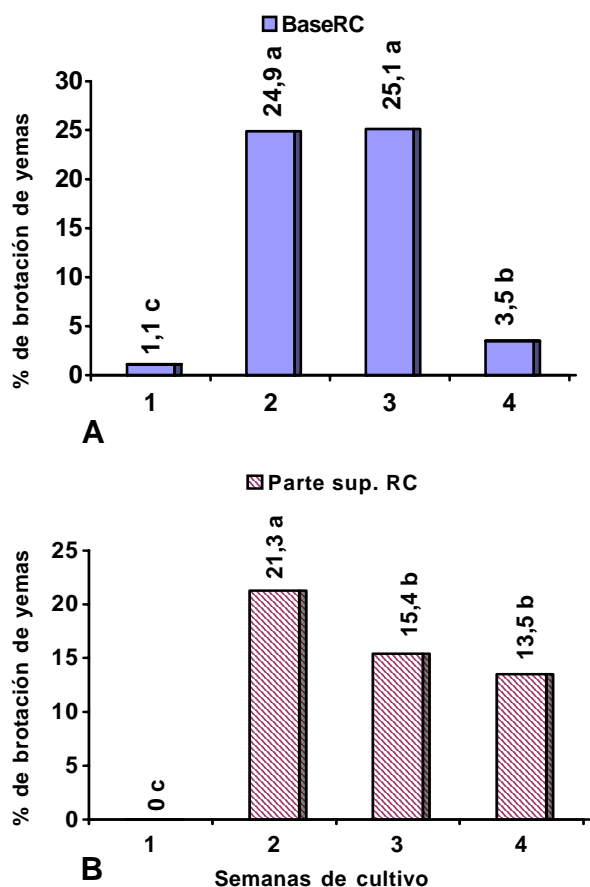 BaseRC
% de brotación de yemas
30
25
20
15
10
5
0
1,1 c
24,9 a
25,1 a
3,5 b
1 2 3 4
A
Parte sup. RC
% de brotación de yemas
25
20
15
10
5
0
0 c
21,3 a
15,4 b
13,5 b
1 2 3 4
B
Semanas de cultivo